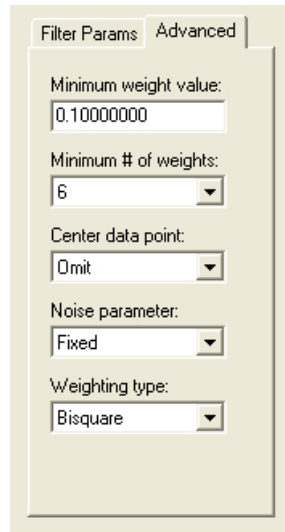 Filter Params Advanced
Minimum weight value:
0.10000000
Minimum # of weights:
6
Center data point:
Omit
Noise parameter:
Fixed
Weighting type:
Bisquare